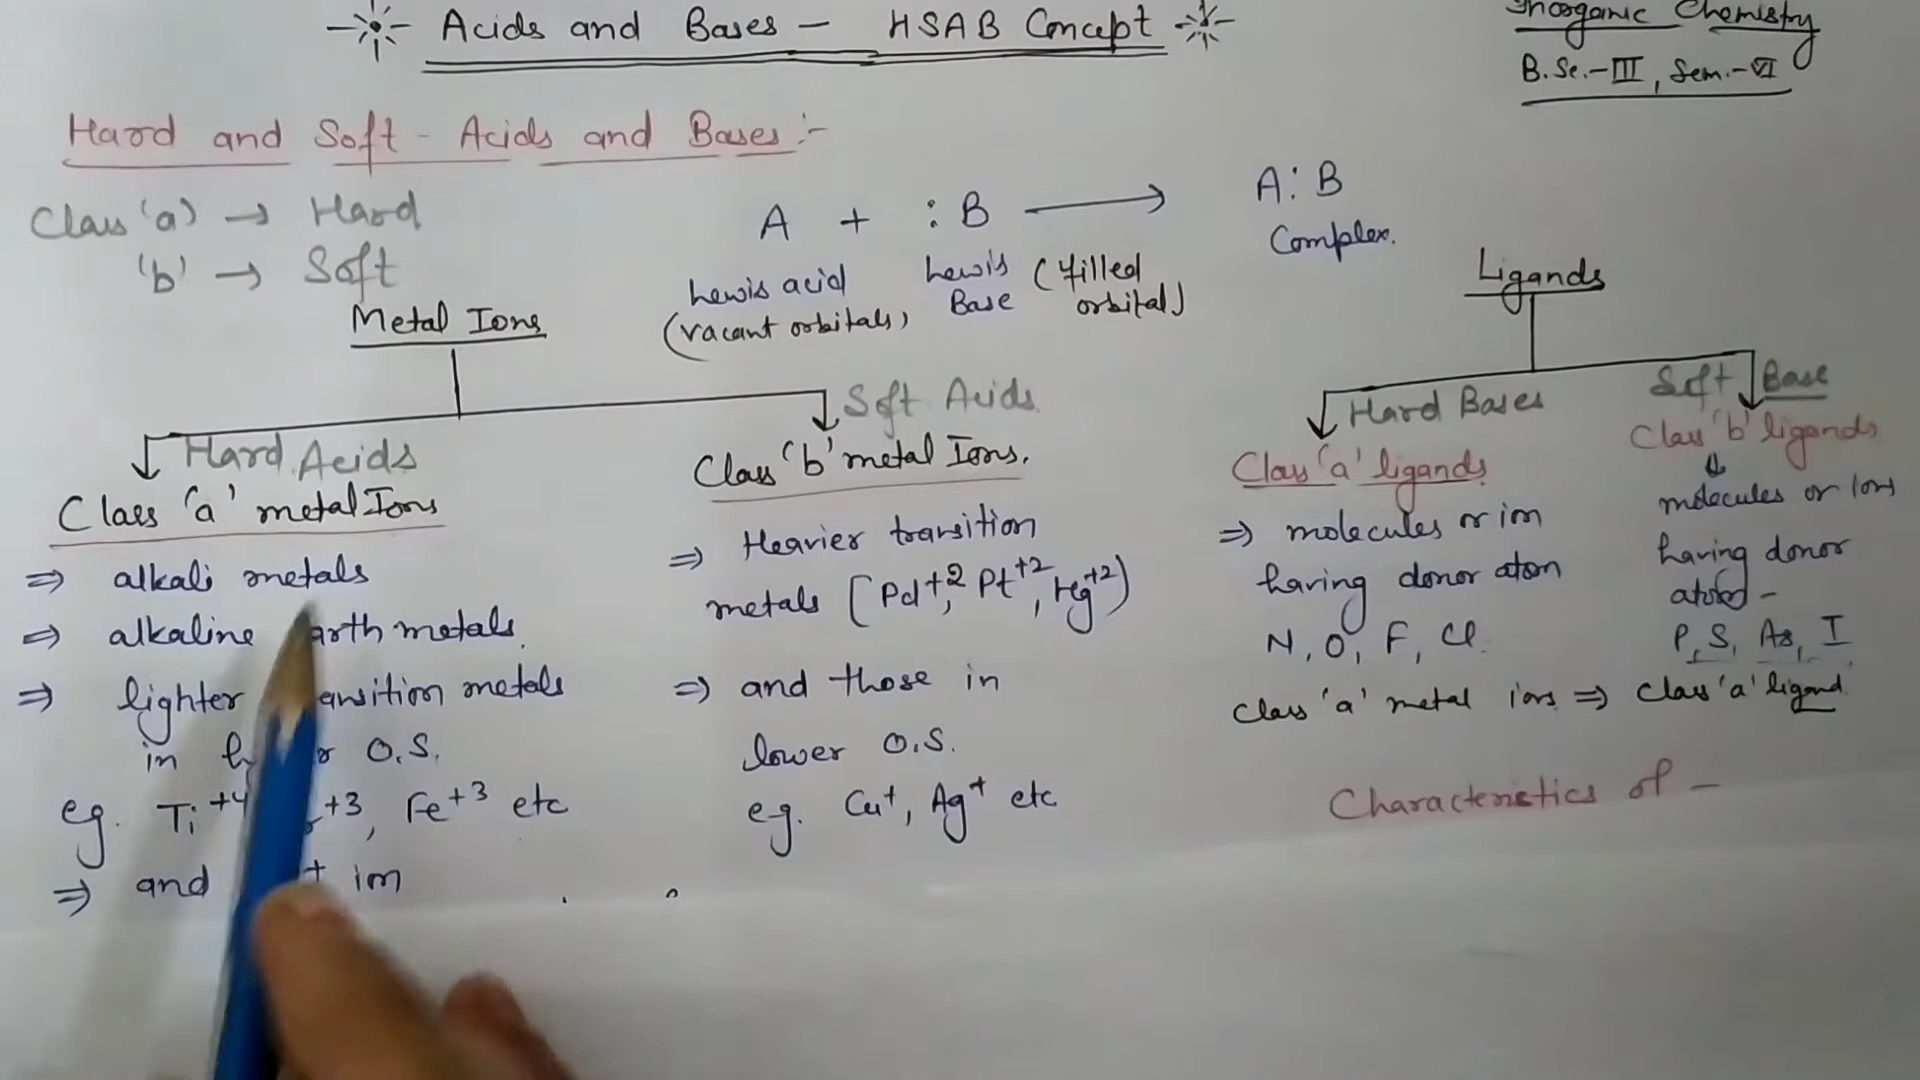 Acids and Bases - HSAB Concept
Inorganic Chemistry
B.Sc.-III, Sem.-VI
Hard and Soft - Acids and Bases :-
Class 'a) → Hard
'b' → Soft
A + :B → A:B
Complex.
Lewis acid
(vacant orbitals)
Lewis Base (filled orbital)
Metal Ions
Hard Acids
Class 'a' metal Ions
⇒ alkali metals
⇒ alkaline metals.
⇒ lighter metals
in O.S.
eg. Ti+4 +3, Fe+3 etc
⇒ and ion
Soft Acids
Class 'b' metal Ions.
⇒ Heavier transition
metals [Pd+2, Pt+2, Hg+2)
⇒ and those in
lower O.S.
eg. Cu+, Ag+ etc
Ligands
Hard Bases
Class 'a' ligands
⇒ molecules or ion
having donor atom
N, O, F, Cl.
Soft Base
Class 'b' ligands
⇓
molecules or Ions
having donor
P, S, As, I
Class 'a' metal ions ⇒ Class 'a' ligand.
Characteristics of -